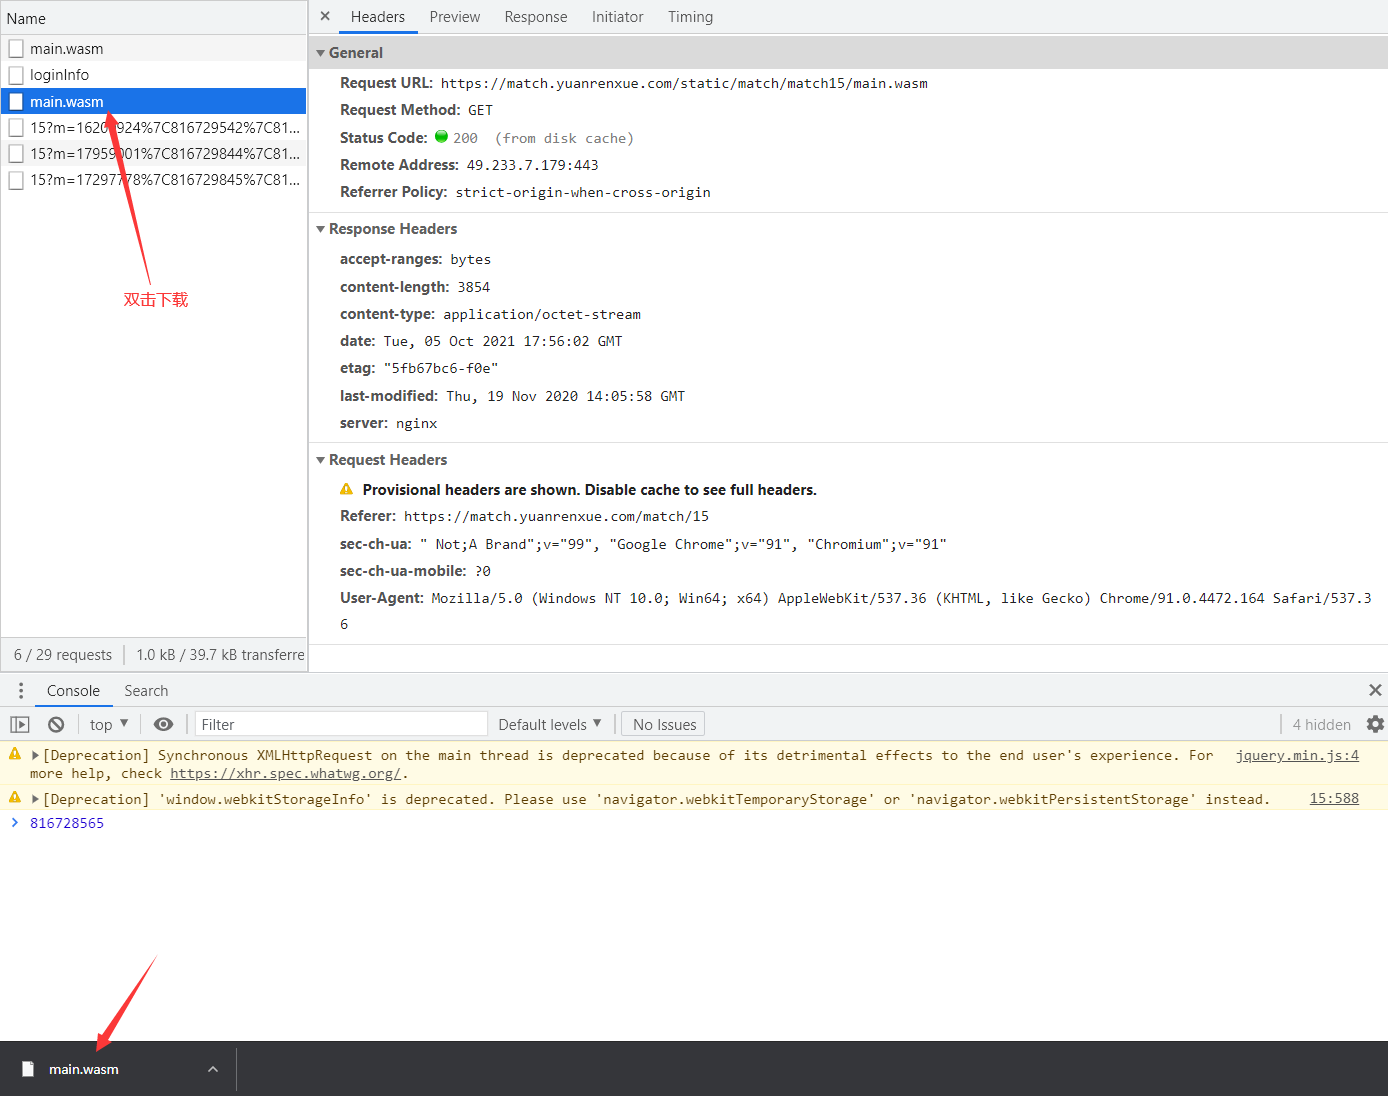 Name
main.wasm
loginInfo
main.wasm
15?m=16201924%7C816729542%7C81...
15?m=17959001%7C816729844%7C81...
15?m=17297778%7C816729845%7C81...
双击下载
6 / 29 requests
1.0 kB / 39.7 kB transferre
× Headers Preview Response Initiator Timing
General
Request URL: https://match.yuanrenxue.com/static/match/match15/main.wasm
Request Method: GET
Status Code: 200 (from disk cache)
Remote Address: 49.233.7.179:443
Referrer Policy: strict-origin-when-cross-origin
Response Headers
accept-ranges: bytes
content-length: 3854
content-type: application/octet-stream
date: Tue, 05 Oct 2021 17:56:02 GMT
etag: "5fb67bc6-f0e"
last-modified: Thu, 19 Nov 2020 14:05:58 GMT
server: nginx
Request Headers
Provisional headers are shown. Disable cache to see full headers.
Referer: https://match.yuanrenxue.com/match/15
sec-ch-ua: " Not;A Brand";v="99", "Google Chrome";v="91", "Chromium";v="91"
sec-ch-ua-mobile: ?0
User-Agent: Mozilla/5.0 (Windows NT 10.0; Win64; x64) AppleWebKit/537.36 (KHTML, like Gecko) Chrome/91.0.4472.164 Safari/537.3
6
Console Search
top Filter Default levels No Issues 4 hidden
[Deprecation] Synchronous XMLHttpRequest on the main thread is deprecated because of its detrimental effects to the end user's experience. For jquery.min.js:4
more help, check https://xhr.spec.whatwg.org/.
[Deprecation] 'window.webkitStorageInfo' is deprecated. Please use 'navigator.webkitTemporaryStorage' or 'navigator.webkitPersistentStorage' instead. 15:588
> 816728565
main.wasm